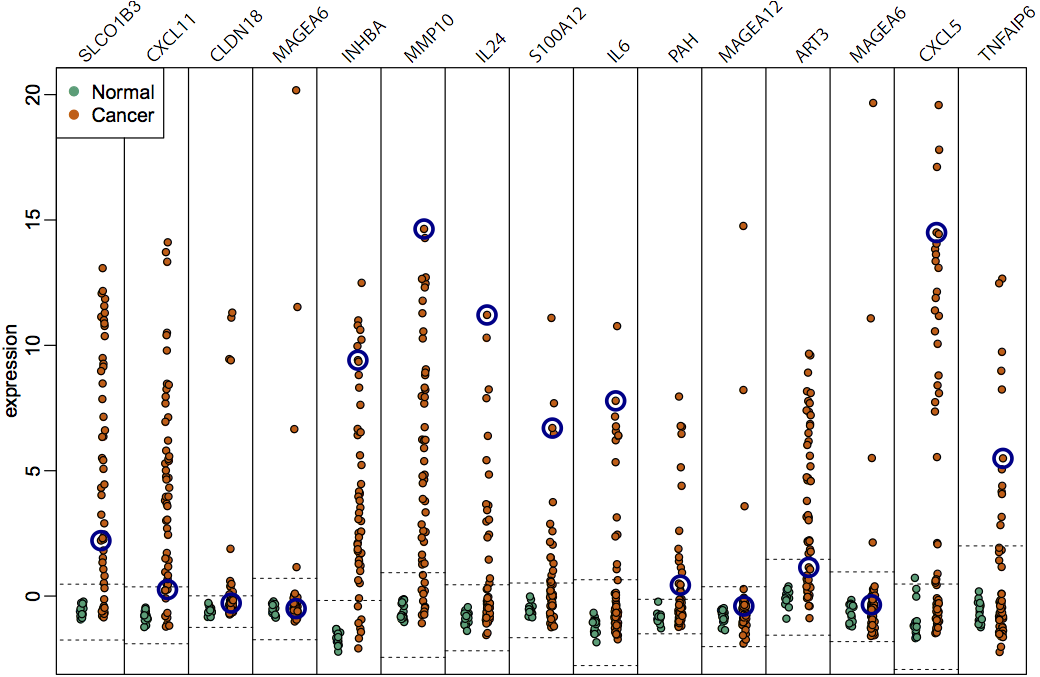 SLCO1B3
CXCL11
CLDN18
MAGEA6
INHBA
MMP10
IL24
S100A12
IL6
PAH
MAGEA12
ART3
MAGEA6
CXCL5
TNFAIP6
Normal
Cancer
expression
20
15
10
5
0